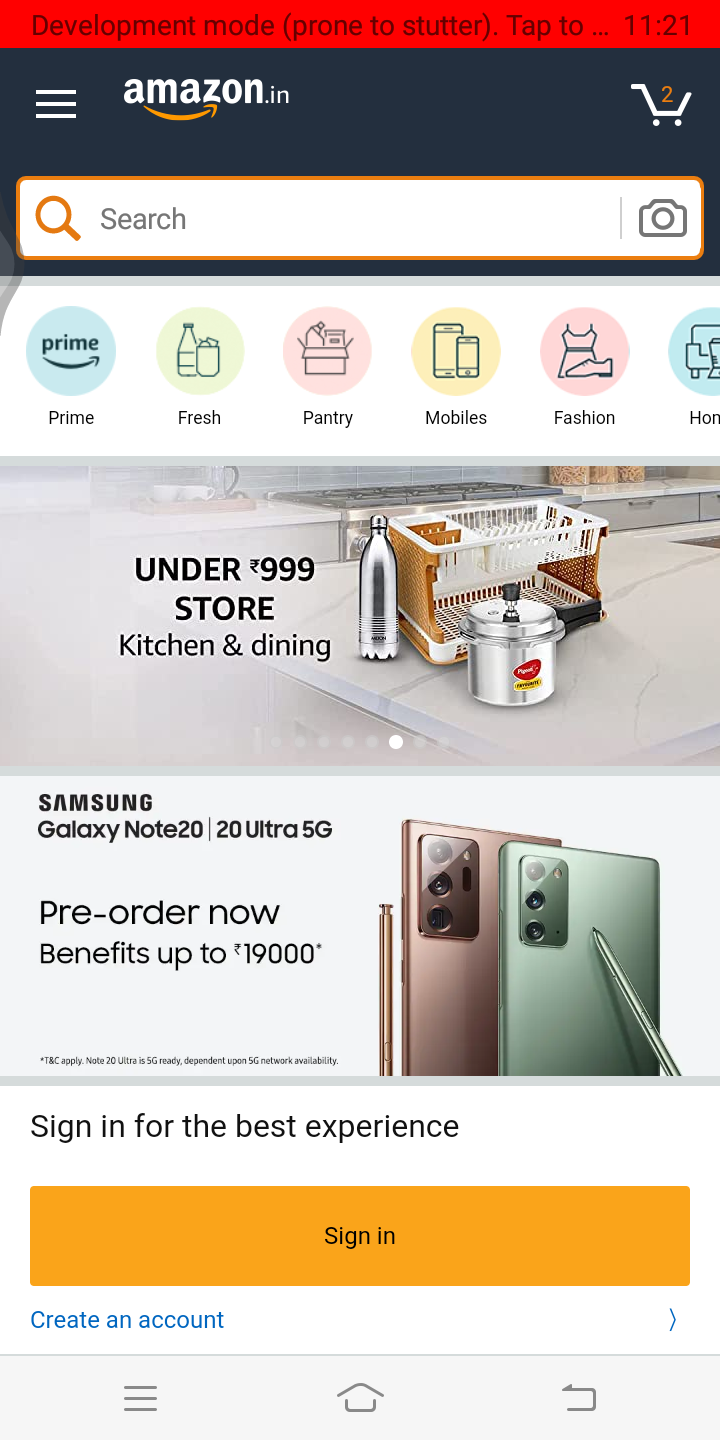 Development mode (prone to stutter). Tap to ... 11:21
amazon.in
2
Search
prime
Prime
Fresh
Pantry
Mobiles
Fashion
Hon
UNDER ₹999
STORE
Kitchen & dining
Pigeon
SAMSUNG
Galaxy Note20 | 20 Ultra 5G
Pre-order now
Benefits up to ₹19000*
*T&C apply. Note 20 Ultra is 5G ready, dependent upon 5G network availability.
Sign in for the best experience
Sign in
Create an account